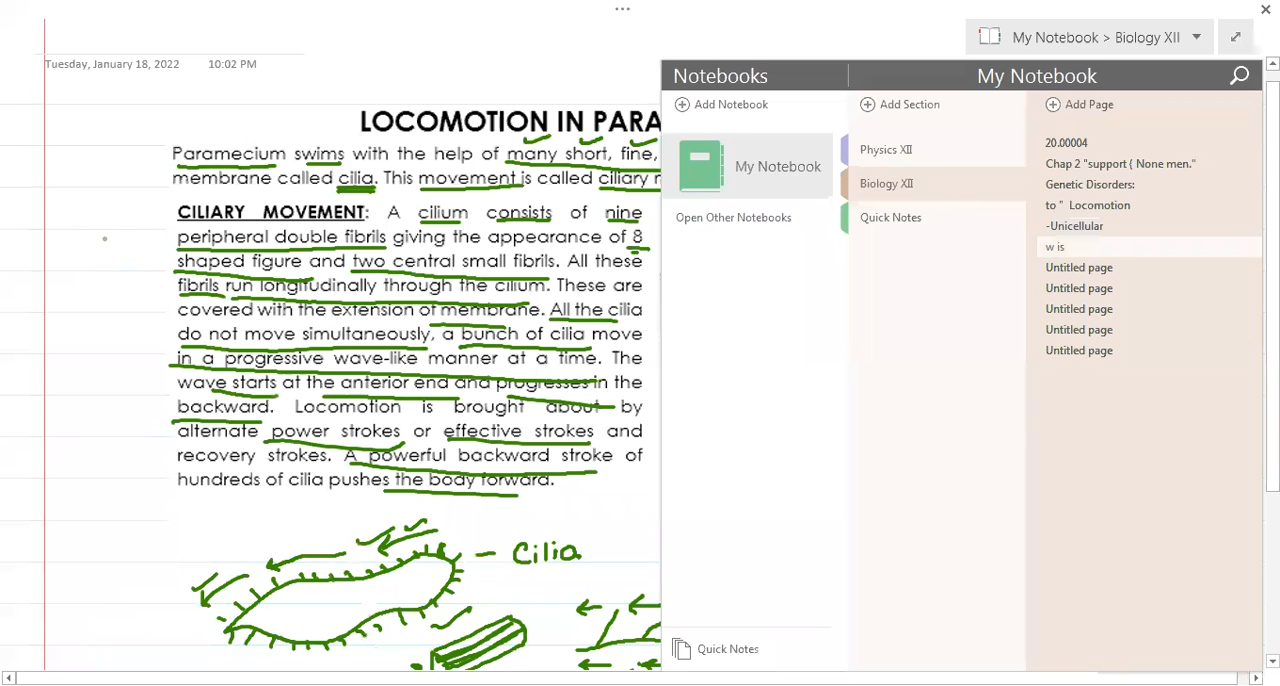 My Notebook > Biology XII
Tuesday, January 18, 2022 10:02 PM
LOCOMOTION IN PARA
Paramecium swims with the help of many short, fine,
membrane called cilia. This movement is called ciliary
CILIARY MOVEMENT: A cilium consists of nine
peripheral double fibrils giving the appearance of 8
shaped figure and two central small fibrils. All these
fibrils run longitudinally through the cilium. These are
covered with the extension of membrane. All the cilia
do not move simultaneously, a bunch of cilia move
in a progressive wave-like manner at a time. The
wave starts at the anterior end and progresses in the
backward. Locomotion is brought about by
alternate power strokes or effective strokes and
recovery strokes. A powerful backward stroke of
hundreds of cilia pushes the body forward.
- Cilia
Notebooks
My Notebook
Add Notebook
Add Section
Add Page
My Notebook
Open Other Notebooks
Physics XII
Biology XII
Quick Notes
20.00004
Chap 2 "support ( None men."
Genetic Disorders:
to " Locomotion
-Unicellular
w is
Untitled page
Untitled page
Untitled page
Untitled page
Untitled page
Quick Notes